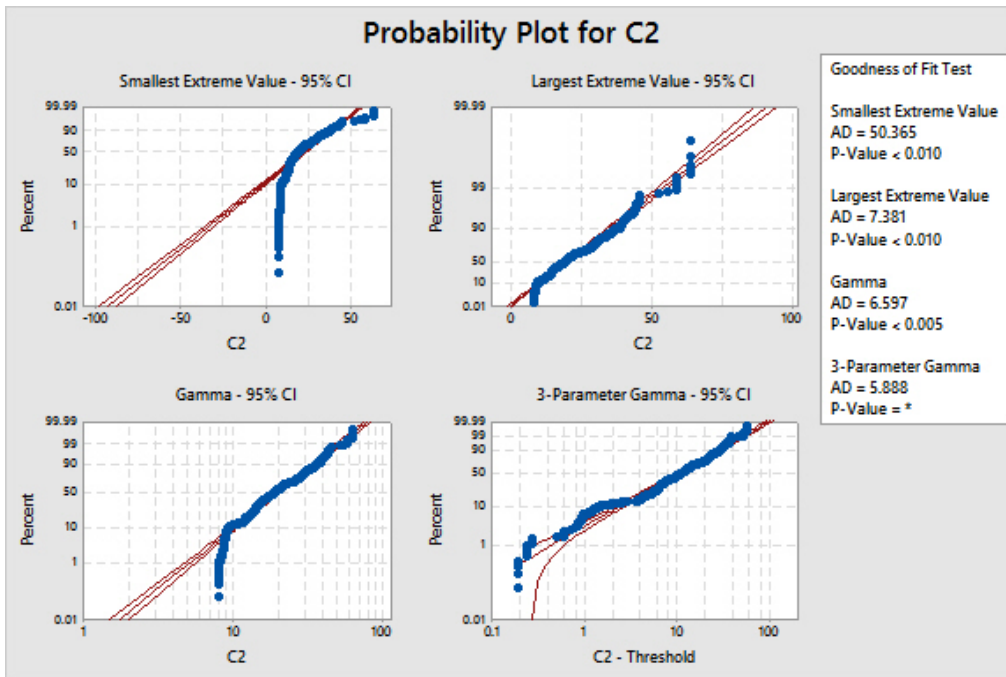 Probability Plot for C2
Smallest Extreme Value - 95% CI
Largest Extreme Value - 95% CI
99.99
90
50
10
1
0.01
Percent
-100
-50
0
50
C2
99.99
99
90
50
10
0.01
Percent
0
50
100
C2
Gamma - 95% CI
3-Parameter Gamma - 95% CI
99.99
99
90
50
10
1
0.01
Percent
1
10
100
C2
99.99
99
90
50
10
1
0.01
Percent
0.1
1
10
100
C2 - Threshold
Goodness of Fit Test
Smallest Extreme Value
AD = 50.365
P-Value < 0.010
Largest Extreme Value
AD = 7.381
P-Value < 0.010
Gamma
AD = 6.597
P-Value < 0.005
3-Parameter Gamma
AD = 5.888
P-Value = *